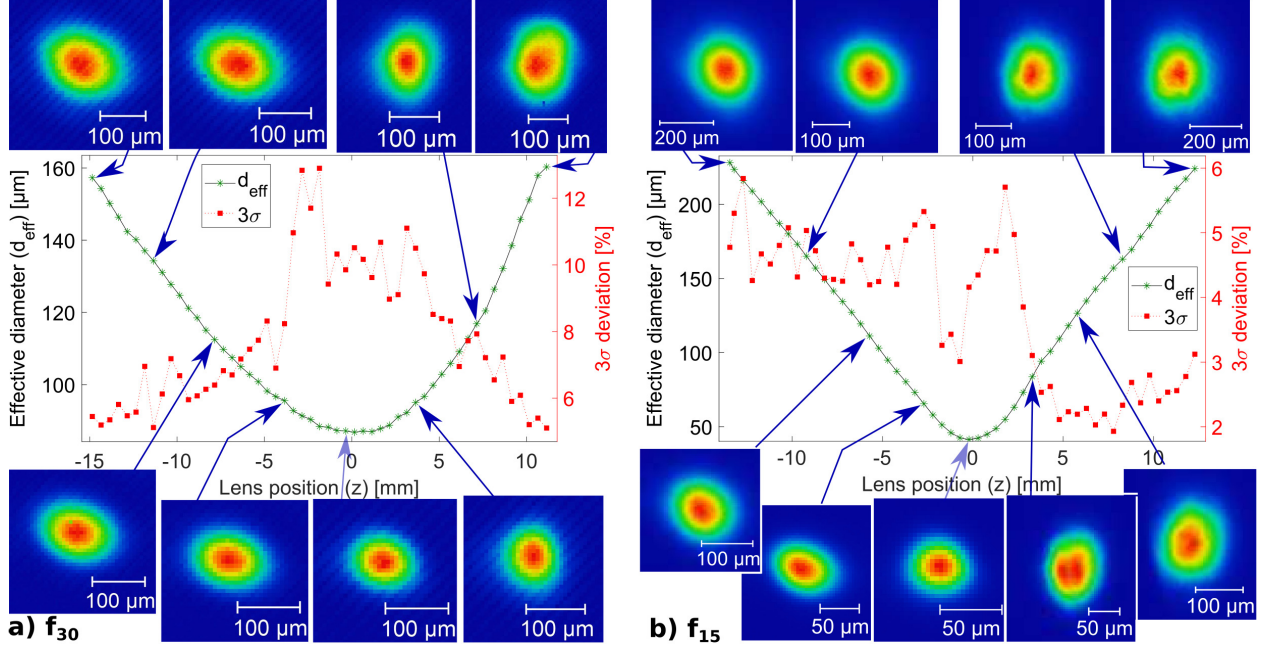 100 µm
100 µm
100 µm
100 µm
160
140
120
100
Effective diameter (d_eff) [µm]
d_eff
3σ
12
10
8
6
3σ deviation [%]
-15
-10
-5
0
5
10
Lens position (z) [mm]
100 µm
100 µm
100 µm
100 µm
a) f₃₀
200 µm
100 µm
100 µm
200 µm
200
150
100
50
Effective diameter (d_eff) [µm]
d_eff
3σ
6
5
4
3
2
3σ deviation [%]
-10
-5
0
5
10
Lens position (z) [mm]
100 µm
50 µm
50 µm
50 µm
100 µm
b) f₁₅